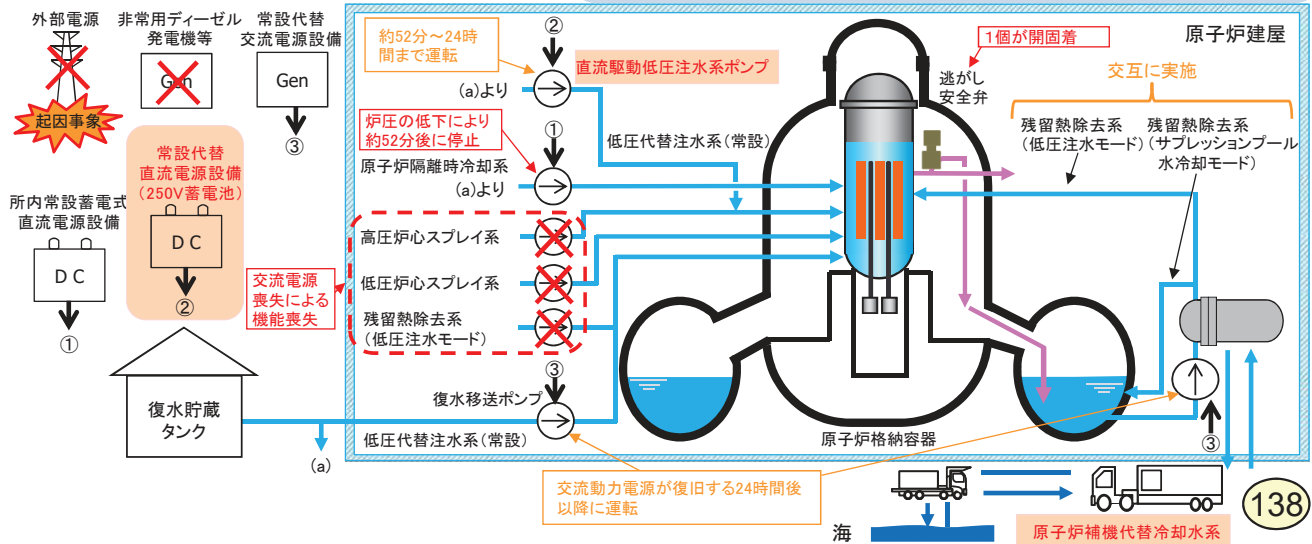 外部電源
起因事象
非常用ディーゼル
発電機等
Gen
常設代替
交流電源設備
Gen
③
常設代替
直流電源設備
(250V蓄電池)
DC
②
所内常設蓄電式
直流電源設備
DC
①
復水貯蔵
タンク
(a)
原子炉建屋
約52分～24時
間まで運転
②
直流駆動低圧注水系ポンプ
(a)より
低圧代替注水系(常設)
炉圧の低下により
約52分後に停止
①
原子炉隔離時冷却系
(a)より
高圧炉心スプレイ系
低圧炉心スプレイ系
残留熱除去系
(低圧注水モード)
交流電源
喪失による
機能喪失
③
復水移送ポンプ
低圧代替注水系(常設)
1個が開固着
逃がし
安全弁
交互に実施
残留熱除去系
(低圧注水モード)
残留熱除去系
(サプレッションプール
水冷却モード)
③
原子炉格納容器
交流動力電源が復旧する24時間後
以降に運転
海
原子炉補機代替冷却水系
138